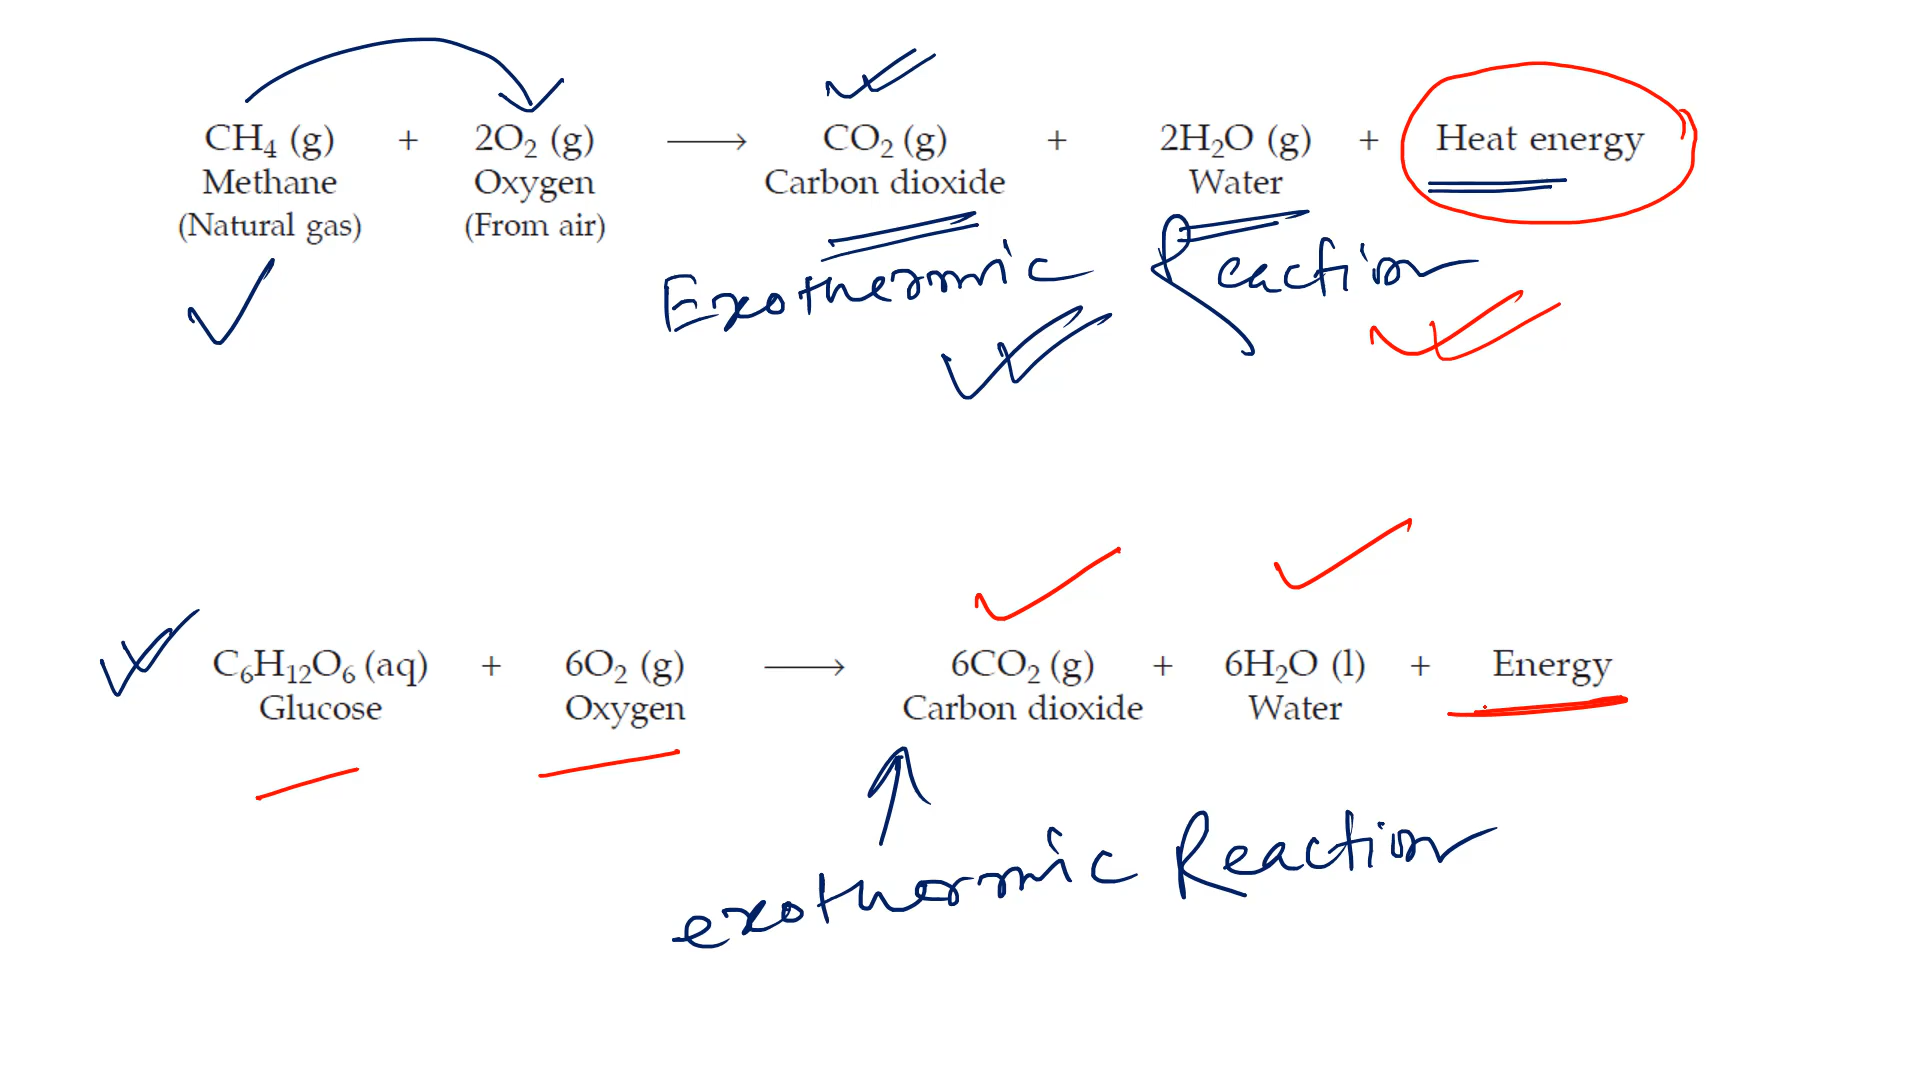 CH₄ (g) + 2O₂ (g) ⟶ CO₂ (g) + 2H₂O (g) + Heat energy
Methane Oxygen Carbon dioxide Water
(Natural gas) (From air)
Exothermic Reaction
C₆H₁₂O₆ (aq) + 6O₂ (g) ⟶ 6CO₂ (g) + 6H₂O (l) + Energy
Glucose Oxygen Carbon dioxide Water
exothermic Reaction